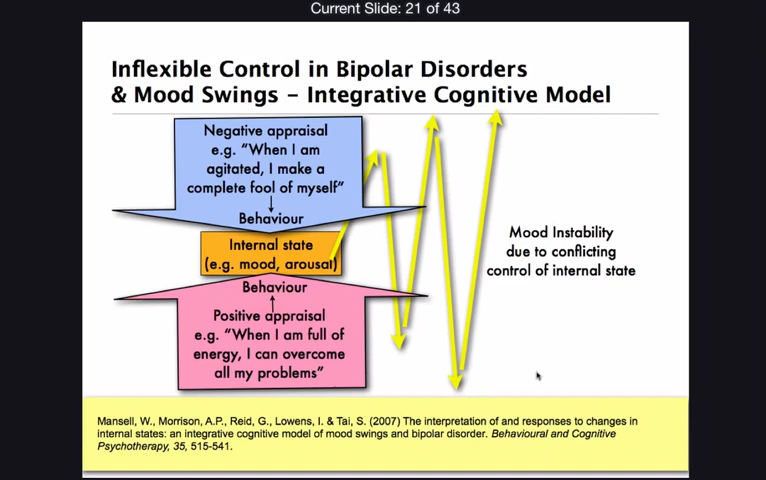 Current Slide: 21 of 43
Inflexible Control in Bipolar Disorders
& Mood Swings – Integrative Cognitive Model
Negative appraisal
e.g. “When I am
agitated, I make a
complete fool of myself”
Behaviour
Internal state
(e.g. mood, arousal)
Behaviour
Positive appraisal
e.g. “When I am full of
energy, I can overcome
all my problems”
Mood Instability
due to conflicting
control of internal state
Mansell, W., Morrison, A.P., Reid, G., Lowens, I. & Tai, S. (2007) The interpretation of and responses to changes in
internal states: an integrative cognitive model of mood swings and bipolar disorder. Behavioural and Cognitive
Psychotherapy, 35, 515-541.